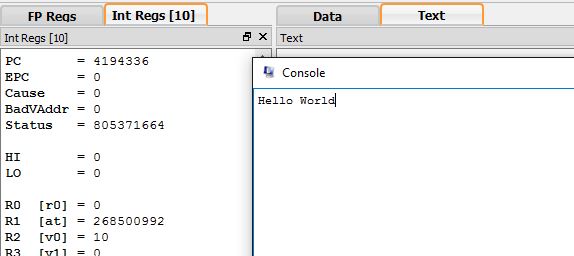 FP Regs Int Regs [10] Data Text
Int Regs [10] Text
PC = 4194336
EPC = 0
Cause = 0
BadVAddr = 0
Status = 805371664
HI = 0
LO = 0
R0 [r0] = 0
R1 [at] = 268500992
R2 [v0] = 10
R3 [v1] = 0
Console
Hello World